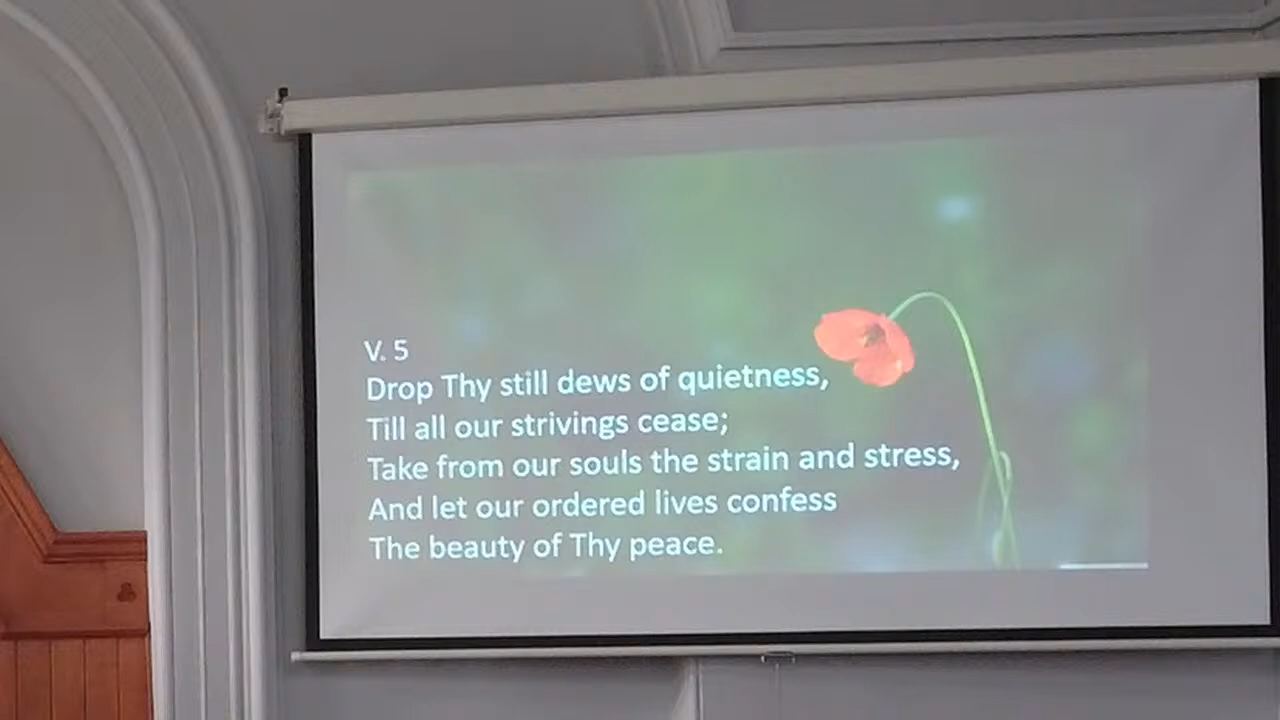 V. 5
Drop Thy still dews of quietness,
Till all our strivings cease;
Take from our souls the strain and stress,
And let our ordered lives confess
The beauty of Thy peace.